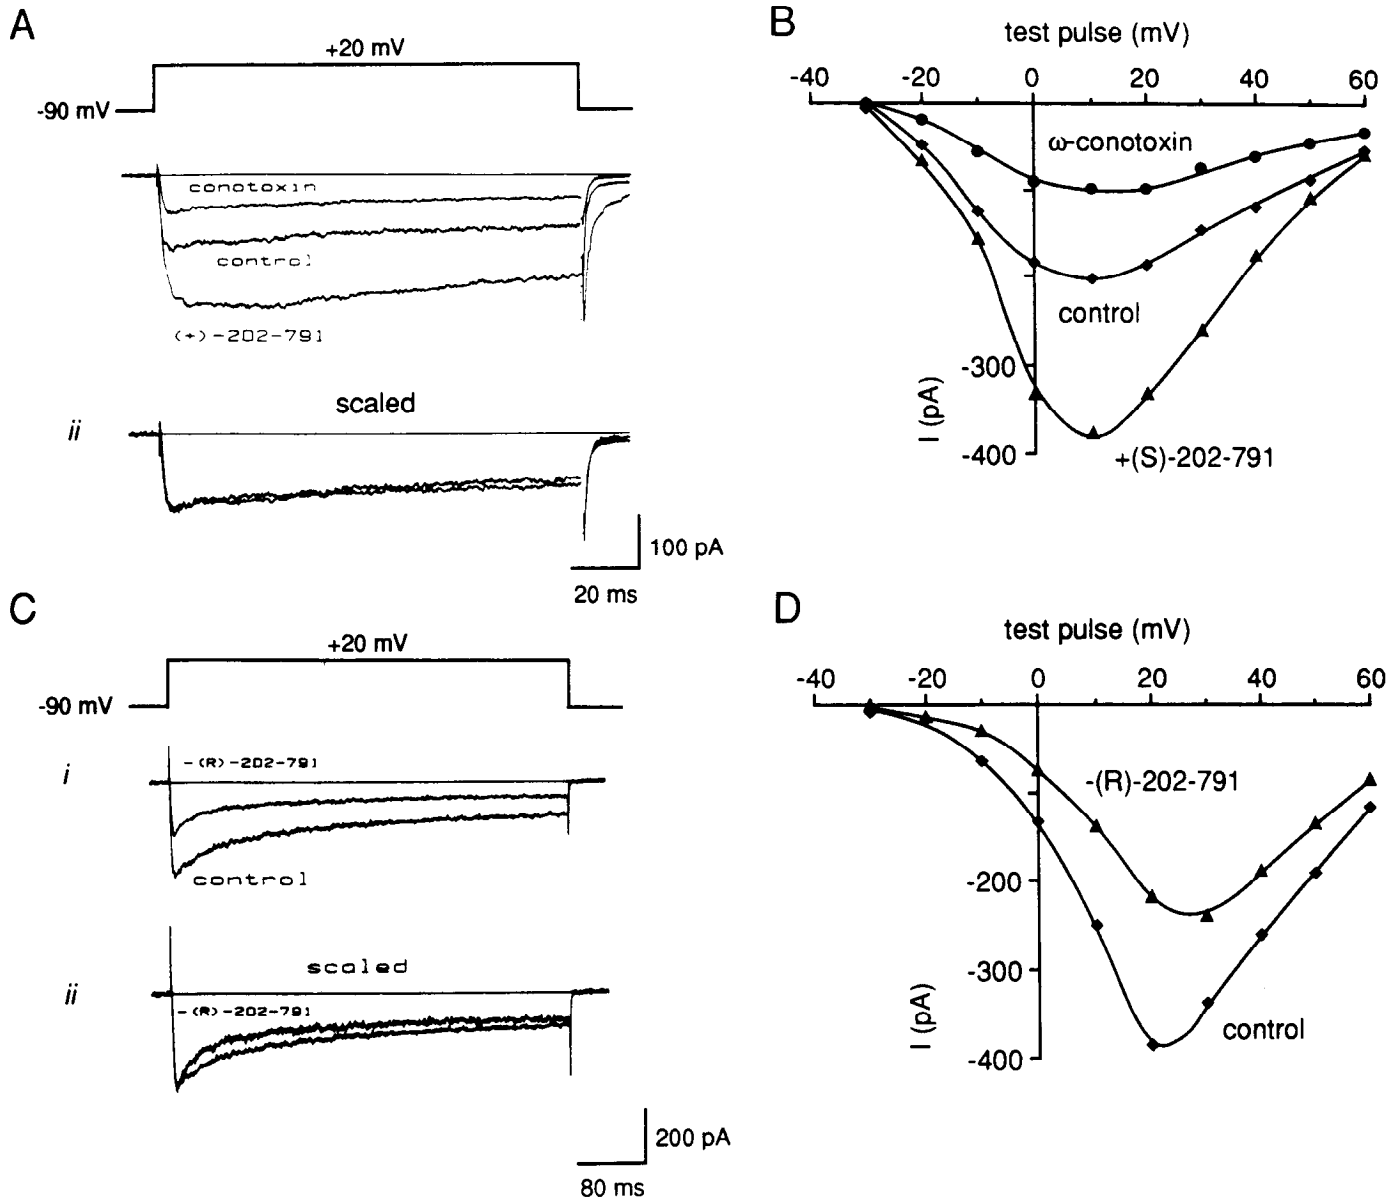 A
+20 mV
-90 mV
conotoxin
control
(+)-202-791
ii
scaled
100 pA
20 ms
B
test pulse (mV)
-40 -20 0 20 40 60
ω-conotoxin
control
-300
-400
I (pA)
+(S)-202-791
C
+20 mV
-90 mV
i
-(R)-202-791
control
ii
scaled
-(R)-202-791
200 pA
80 ms
D
test pulse (mV)
-40 -20 0 20 40 60
-(R)-202-791
-200
-300
-400
I (pA)
control